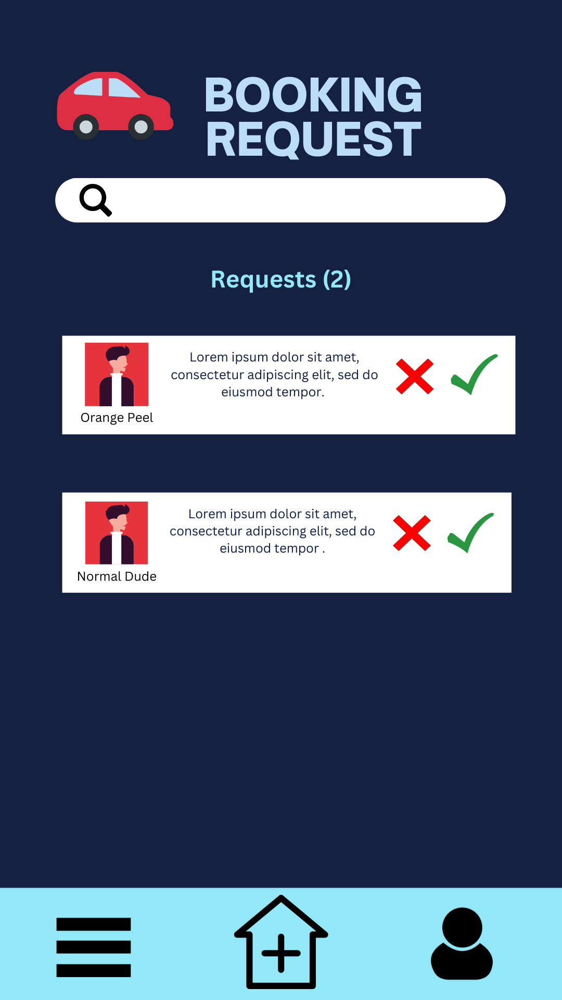 BOOKING
REQUEST
Requests (2)
Lorem ipsum dolor sit amet,
consectetur adipiscing elit, sed do
eiusmod tempor.
Orange Peel
Lorem ipsum dolor sit amet,
consectetur adipiscing elit, sed do
eiusmod tempor .
Normal Dude